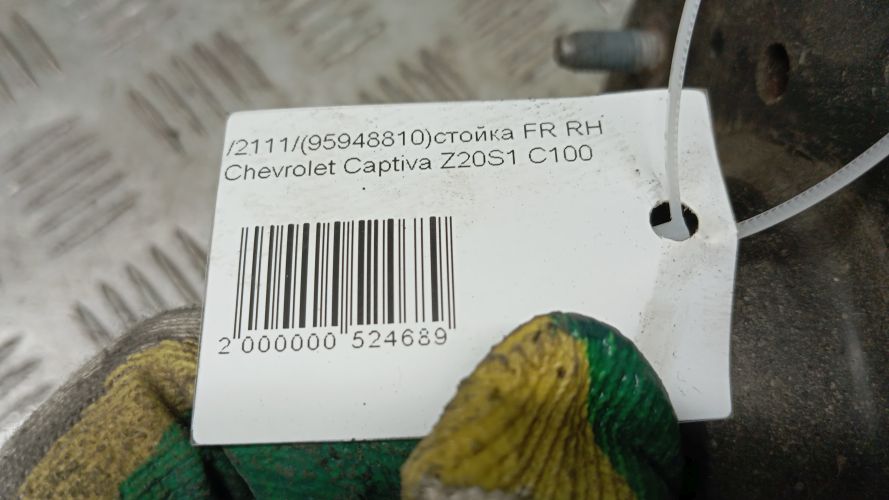 /2111/(95948810)стойка FR RH
Chevrolet Captiva Z20S1 C100
2 000000 524689